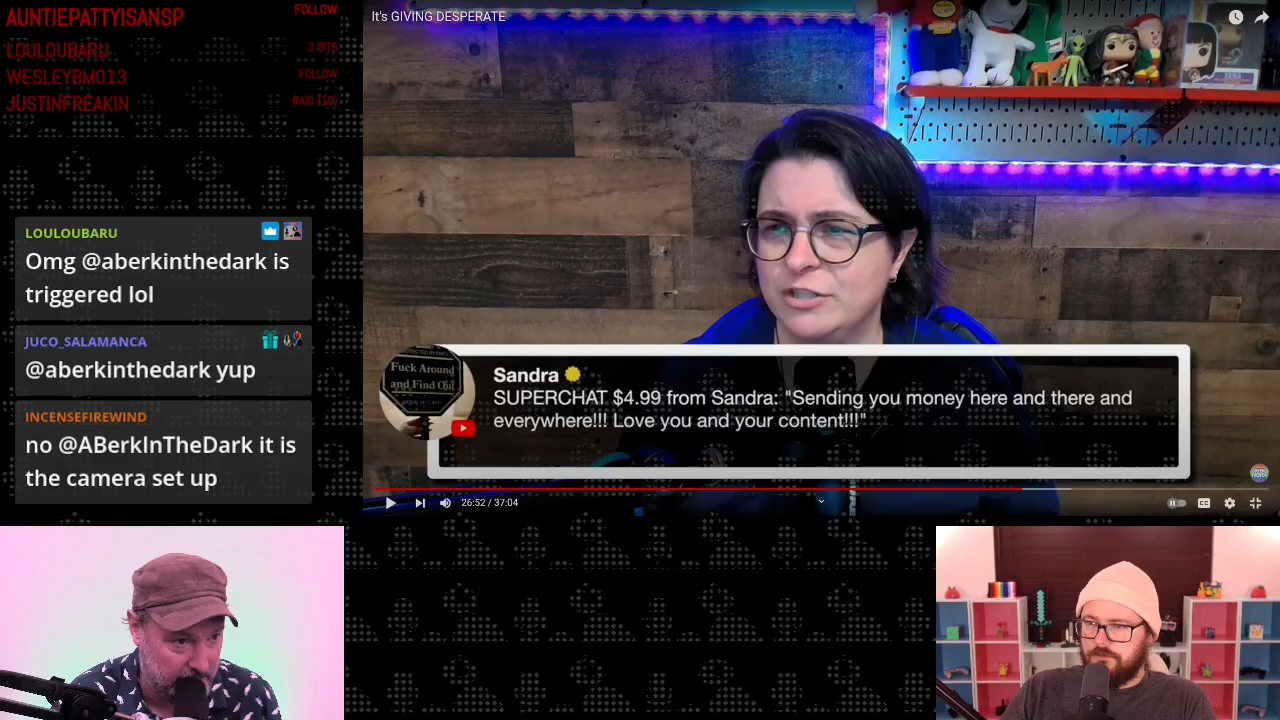 AUNTIEPATTYISANSP
FOLLOW
LOULOUBARU
3 BITS
WESLEYBM013
FOLLOW
JUSTINFREAKIN
LOULOUBARU
Omg @aberkinthedark is
triggered lol
JUCO_SALAMANCA
@aberkinthedark yup
INCENSEFIREWIND
no @ABerkInTheDark it is
the camera set up
It's GIVING DESPERATE
Fuck Around
and Find Out
Sandra
SUPERCHAT $4.99 from Sandra: "Sending you money here and there and
everywhere!!! Love you and your content!!!"
26:52 / 37:04
CC